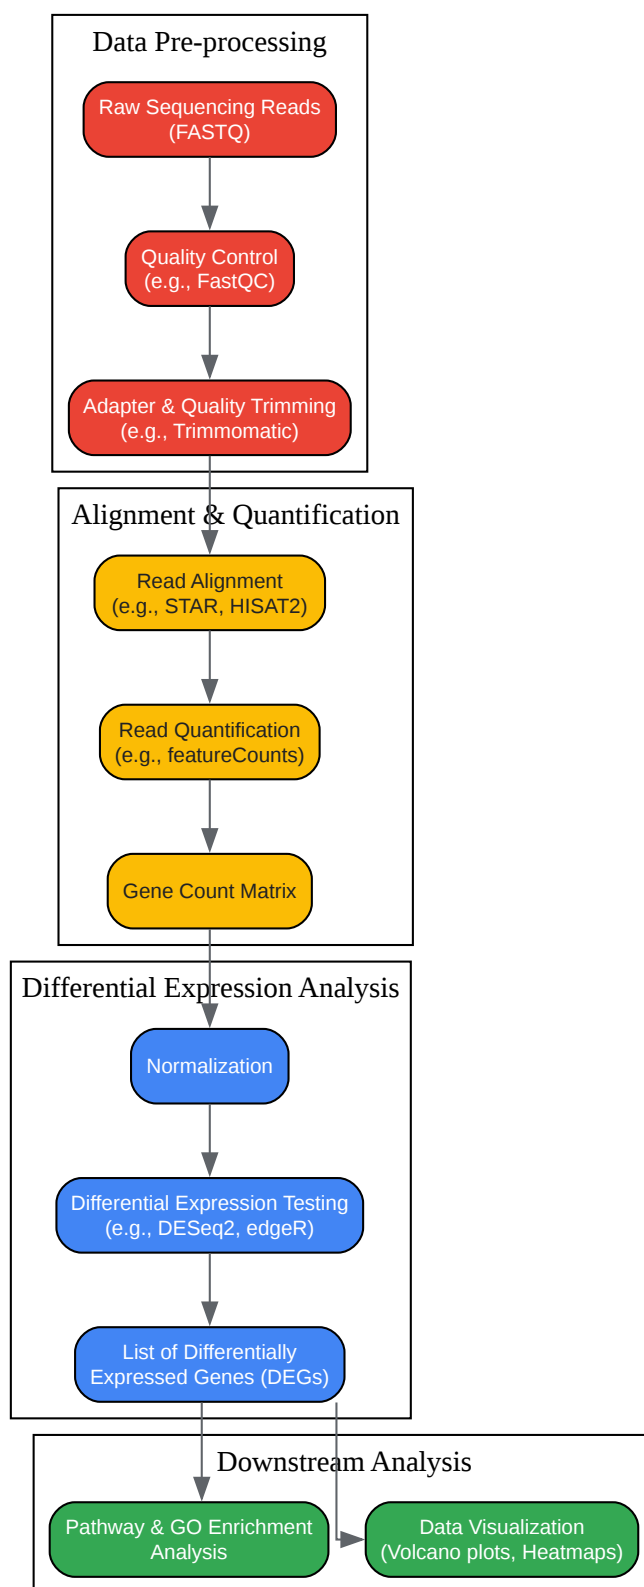 Data Pre-processing
Raw Sequencing Reads
(FASTQ)
Quality Control
(e.g., FastQC)
Adapter & Quality Trimming
(e.g., Trimmomatic)
Alignment & Quantification
Read Alignment
(e.g., STAR, HISAT2)
Read Quantification
(e.g., featureCounts)
Gene Count Matrix
Differential Expression Analysis
Normalization
Differential Expression Testing
(e.g., DESeq2, edgeR)
List of Differentially
Expressed Genes (DEGs)
Downstream Analysis
Pathway & GO Enrichment
Analysis
Data Visualization
(Volcano plots, Heatmaps)